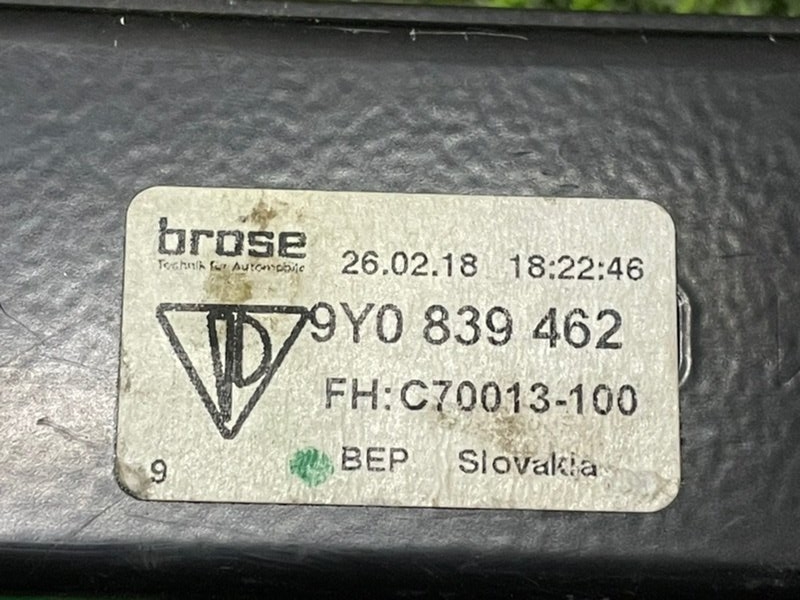 brose
Technik für Automobile
26.02.18 18:22:46
9Y0 839 462
FH: C70013-100
9 BEP Slovakia